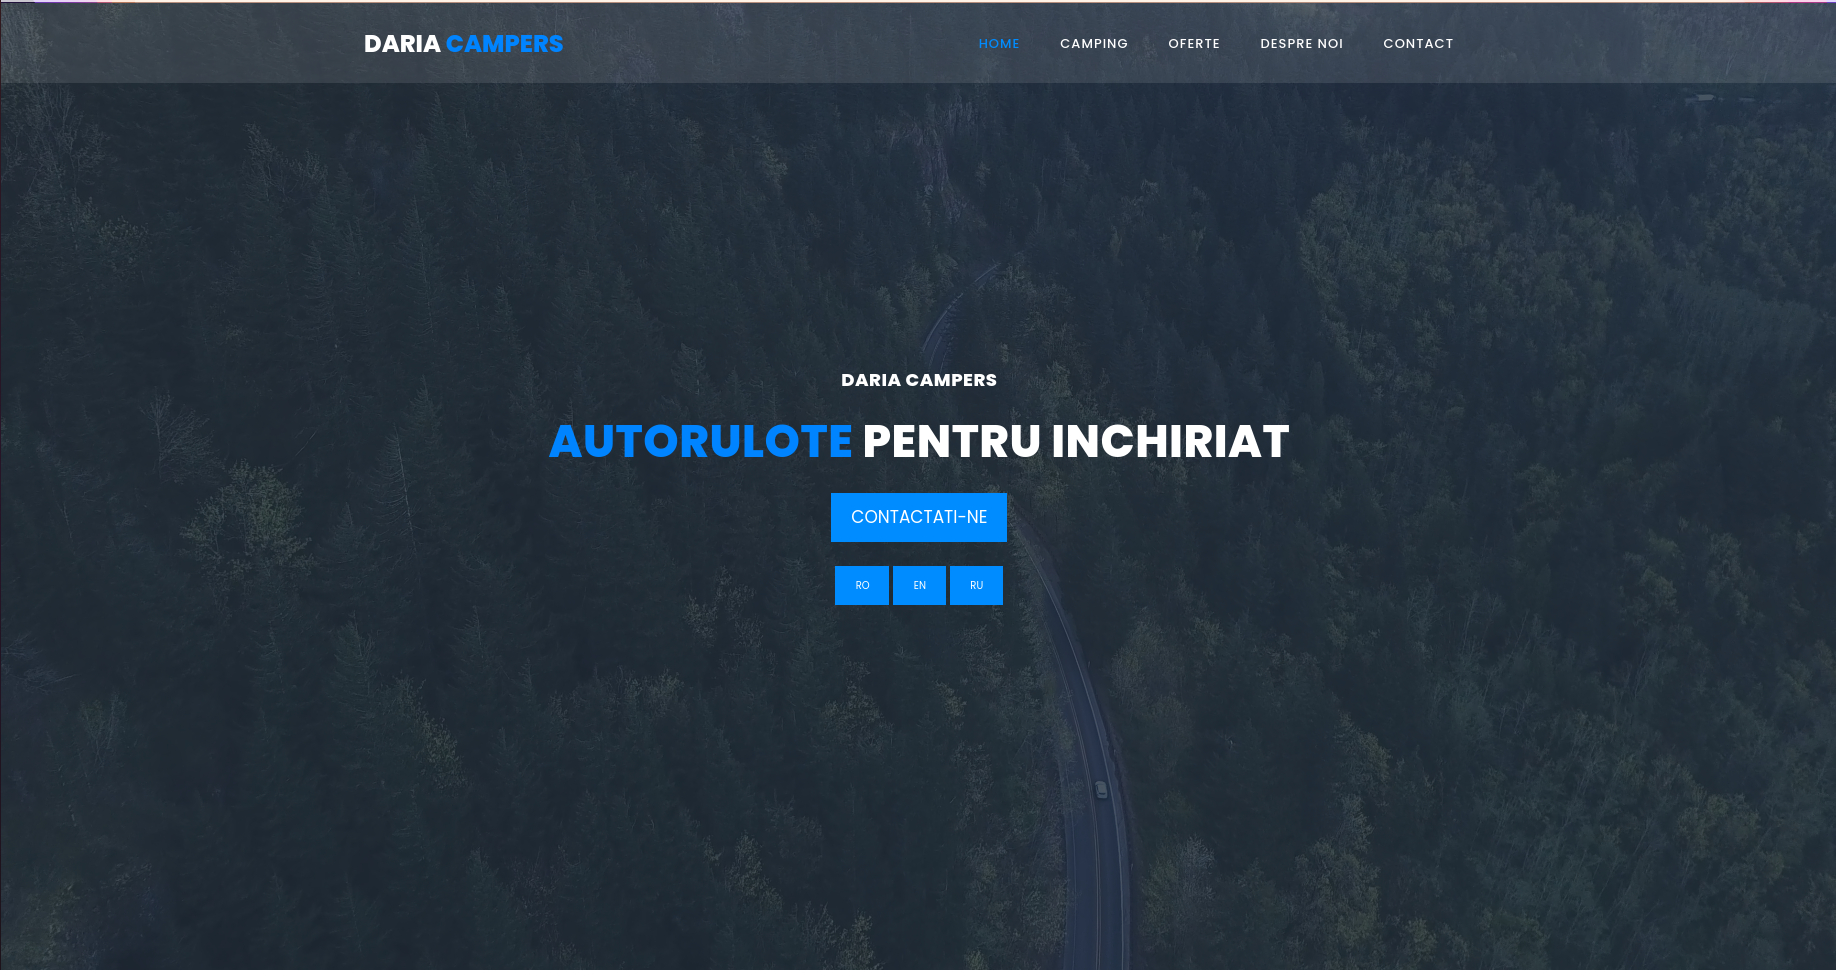 DARIA CAMPERS
HOME CAMPING OFERTE DESPRE NOI CONTACT
DARIA CAMPERS
AUTORULOTE PENTRU INCHIRIAT
CONTACTATI-NE
RO EN RU